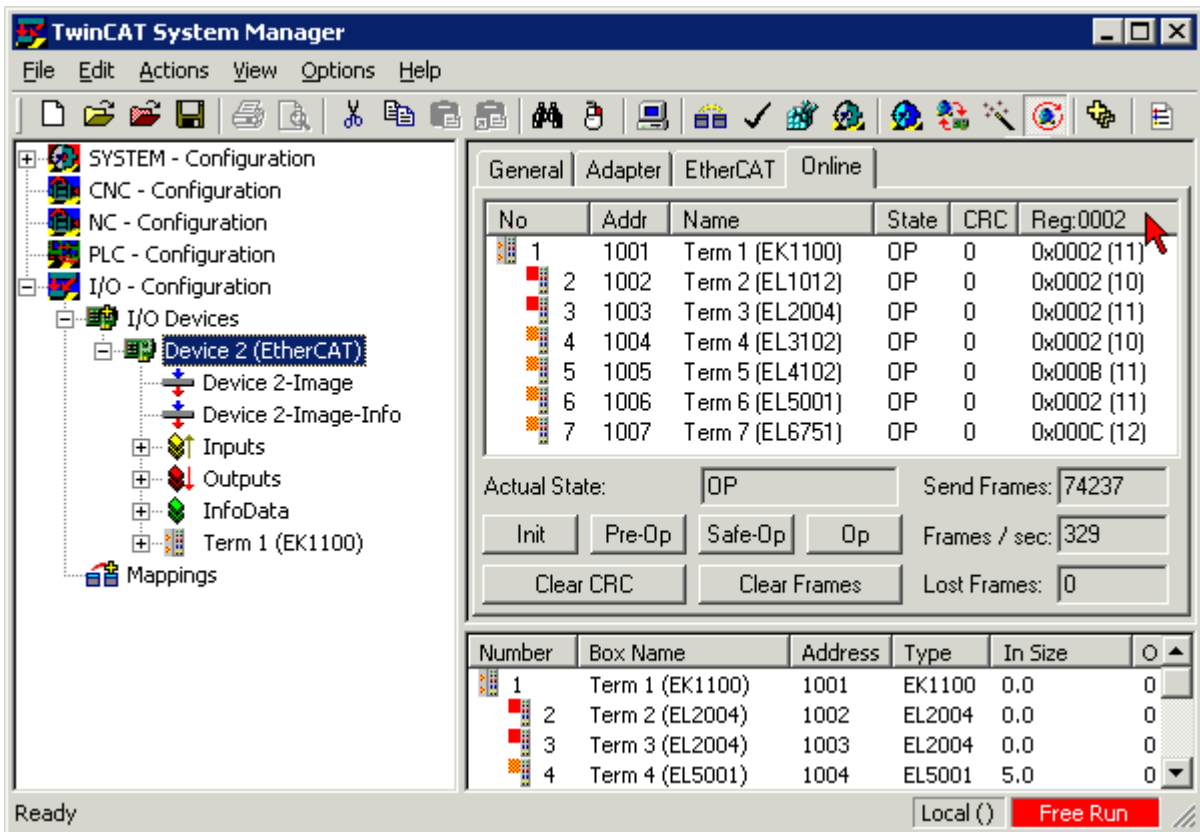 TwinCAT System Manager
File Edit Actions View Options Help
SYSTEM - Configuration
CNC - Configuration
NC - Configuration
PLC - Configuration
I/O - Configuration
I/O Devices
Device 2 (EtherCAT)
Device 2-Image
Device 2-Image-Info
Inputs
Outputs
InfoData
Term 1 (EK1100)
Mappings
General Adapter EtherCAT Online
No Addr Name State CRC Reg:0002
1 1001 Term 1 (EK1100) OP 0 0x0002 (11)
2 1002 Term 2 (EL1012) OP 0 0x0002 (10)
3 1003 Term 3 (EL2004) OP 0 0x0002 (11)
4 1004 Term 4 (EL3102) OP 0 0x0002 (10)
5 1005 Term 5 (EL4102) OP 0 0x000B (11)
6 1006 Term 6 (EL5001) OP 0 0x0002 (11)
7 1007 Term 7 (EL6751) OP 0 0x000C (12)
Actual State: OP Send Frames: 74237
Init Pre-Op Safe-Op Op Frames / sec: 329
Clear CRC Clear Frames Lost Frames: 0
Number Box Name Address Type In Size O
1 Term 1 (EK1100) 1001 EK1100 0.0 0
2 Term 2 (EL2004) 1002 EL2004 0.0 0
3 Term 3 (EL2004) 1003 EL2004 0.0 0
4 Term 4 (EL5001) 1004 EL5001 5.0 0
Ready Local () Free Run